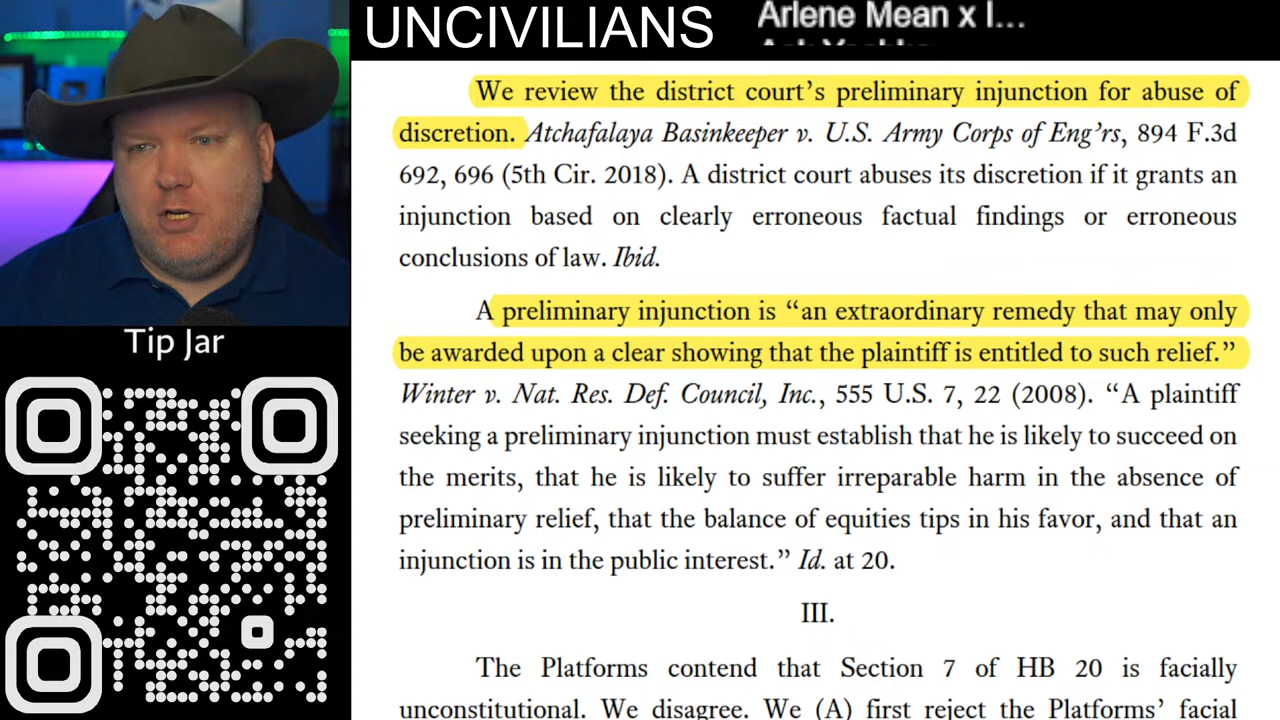 UNCIVILIANS
Arlene Mean x I...
Tip Jar
We review the district court’s preliminary injunction for abuse of
discretion. Atchafalaya Basinkeeper v. U.S. Army Corps of Eng’rs, 894 F.3d
692, 696 (5th Cir. 2018). A district court abuses its discretion if it grants an
injunction based on clearly erroneous factual findings or erroneous
conclusions of law. Ibid.
A preliminary injunction is “an extraordinary remedy that may only
be awarded upon a clear showing that the plaintiff is entitled to such relief.”
Winter v. Nat. Res. Def. Council, Inc., 555 U.S. 7, 22 (2008). “A plaintiff
seeking a preliminary injunction must establish that he is likely to succeed on
the merits, that he is likely to suffer irreparable harm in the absence of
preliminary relief, that the balance of equities tips in his favor, and that an
injunction is in the public interest.” Id. at 20.
III.
The Platforms contend that Section 7 of HB 20 is facially
unconstitutional. We disagree. We (A) first reject the Platforms’ facial